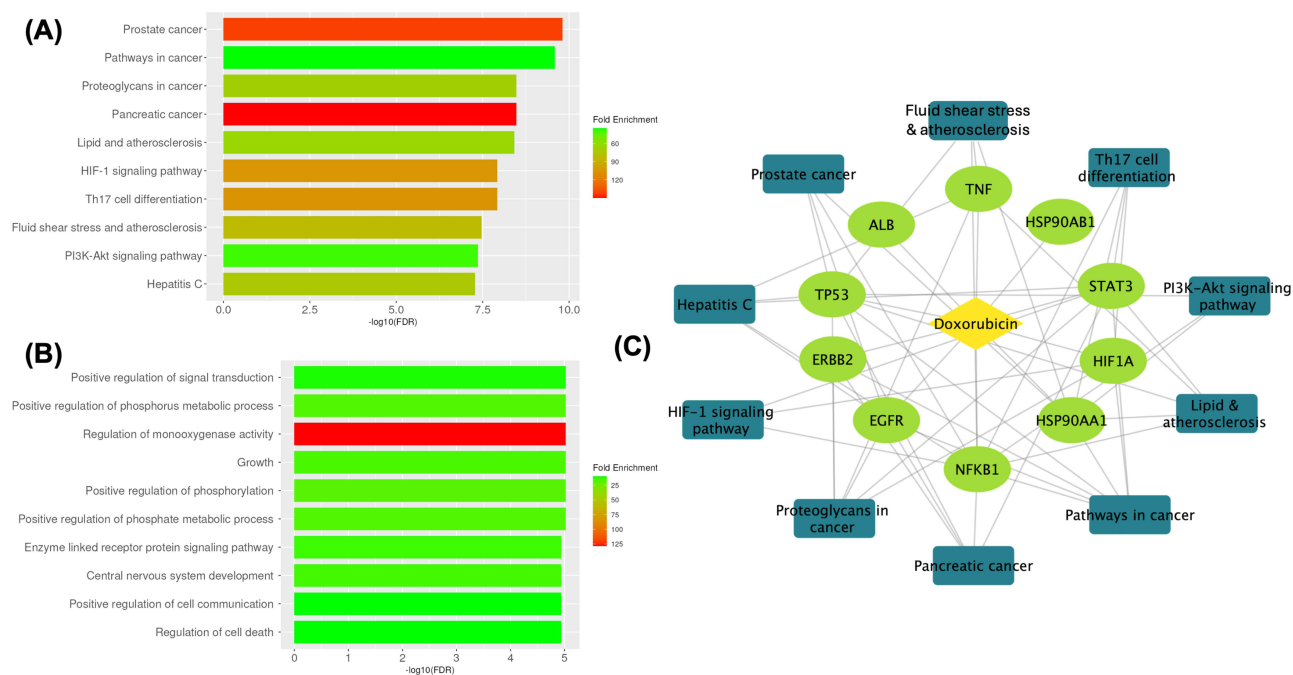 (A)
Prostate cancer
Pathways in cancer
Proteoglycans in cancer
Pancreatic cancer
Lipid and atherosclerosis
HIF-1 signaling pathway
Th17 cell differentiation
Fluid shear stress and atherosclerosis
PI3K-Akt signaling pathway
Hepatitis C
0.0 2.5 5.0 7.5 10.0
-log10(FDR)
Fold Enrichment
60
90
120
(B)
Positive regulation of signal transduction
Positive regulation of phosphorus metabolic process
Regulation of monooxygenase activity
Growth
Positive regulation of phosphorylation
Positive regulation of phosphate metabolic process
Enzyme linked receptor protein signaling pathway
Central nervous system development
Positive regulation of cell communication
Regulation of cell death
0 1 2 3 4 5
-log10(FDR)
Fold Enrichment
25
50
75
100
125
(C)
Fluid shear stress
& atherosclerosis
Th17 cell
differentiation
Prostate cancer
TNF
HSP90AB1
ALB
Hepatitis C
TP53
STAT3
PI3K-Akt signaling
pathway
Doxorubicin
ERBB2
HIF1A
HIF-1 signaling
pathway
EGFR
HSP90AA1
Lipid &
atherosclerosis
NFKB1
Proteoglycans in
cancer
Pathways in cancer
Pancreatic cancer